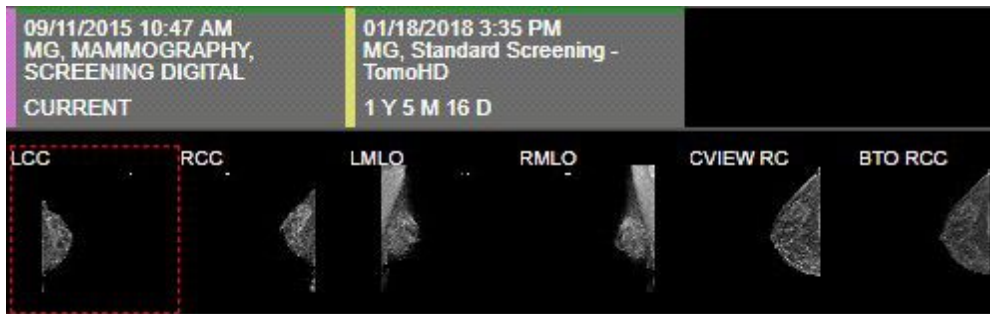 09/11/2015 10:47 AM
MG, MAMMOGRAPHY,
SCREENING DIGITAL
CURRENT
01/18/2018 3:35 PM
MG, Standard Screening -
TomoHD
1 Y 5 M 16 D
LCC RCC LMLO RMLO CVIEW RC BTO RCC